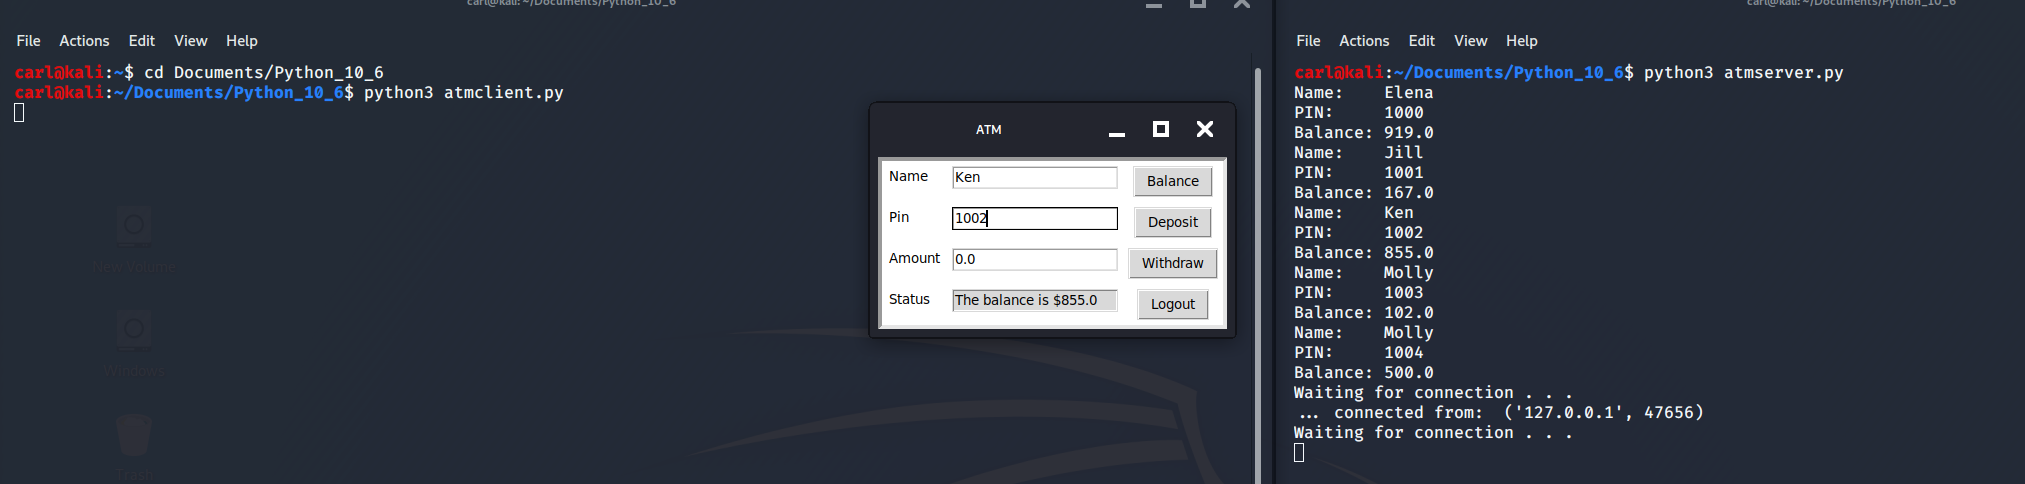 carl@kali: ~/Documents/Python_10_6
File Actions Edit View Help
carl@kali:~$ cd Documents/Python_10_6
carl@kali:~/Documents/Python_10_6$ python3 atmclient.py
New Volume
Windows
Trash
ATM
Name Ken Balance
Pin 1002 Deposit
Amount 0.0 Withdraw
Status The balance is $855.0 Logout
carl@kali: ~/Documents/Python_10_6
File Actions Edit View Help
carl@kali:~/Documents/Python_10_6$ python3 atmserver.py
Name: Elena
PIN: 1000
Balance: 919.0
Name: Jill
PIN: 1001
Balance: 167.0
Name: Ken
PIN: 1002
Balance: 855.0
Name: Molly
PIN: 1003
Balance: 102.0
Name: Molly
PIN: 1004
Balance: 500.0
Waiting for connection . . .
... connected from: ('127.0.0.1', 47656)
Waiting for connection . . .